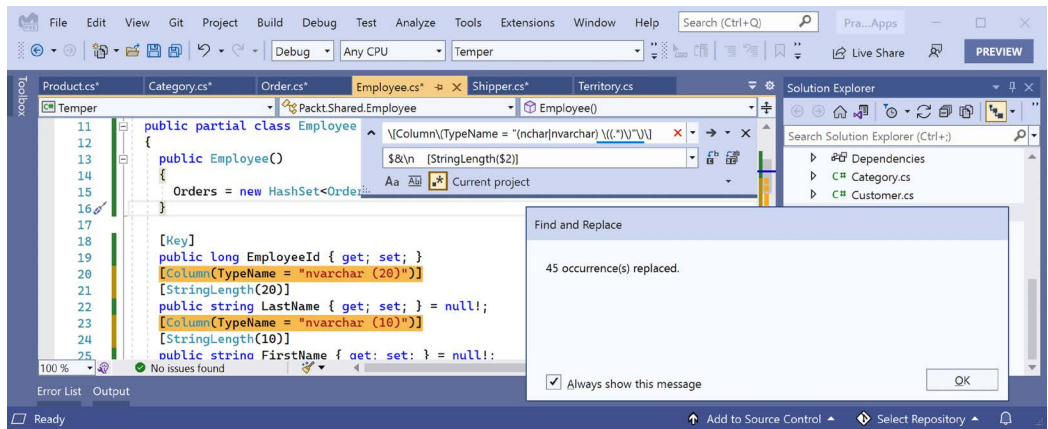 File Edit View Git Project Build Debug Test Analyze Tools Extensions Window Help Search (Ctrl+Q) Pra...Apps
Debug Any CPU Temper Live Share PREVIEW
Toolbox
Product.cs* Category.cs* Order.cs* Employee.cs* Shipper.cs* Territory.cs
Temper Packt.Shared.Employee Employee()
\[Column\(TypeName = "(nchar|nvarchar) \((.*)\)"\)\]
$&\n [StringLength($2)]
Aa Ab .* Current project
11 public partial class Employee
12 {
13 public Employee()
14 {
15 Orders = new HashSet<Order
16 }
17
18 [Key]
19 public long EmployeeId { get; set; }
20 [Column(TypeName = "nvarchar (20)")]
21 [StringLength(20)]
22 public string LastName { get; set; } = null!;
23 [Column(TypeName = "nvarchar (10)")]
24 [StringLength(10)]
25 public string FirstName { get; set; } = null!;
100 % No issues found
Error List Output
Solution Explorer
Search Solution Explorer (Ctrl+;)
Dependencies
C# Category.cs
C# Customer.cs
Find and Replace
45 occurrence(s) replaced.
Always show this message
OK
Ready Add to Source Control Select Repository